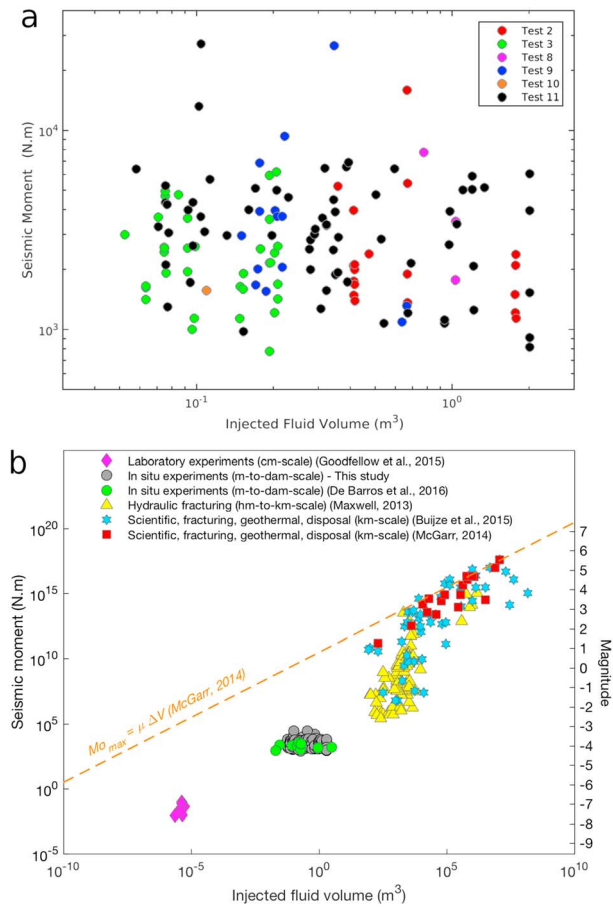 a
Test 2
Test 3
Test 8
Test 9
Test 10
Test 11
Seismic Moment (N.m)
10^4
10^3
10^-1
10^0
Injected Fluid Volume (m^3)
b
Laboratory experiments (cm-scale) (Goodfellow et al., 2015)
In situ experiments (m-to-dam-scale) - This study
In situ experiments (m-to-dam-scale) (De Barros et al., 2016)
Hydraulic fracturing (hm-to-km-scale) (Maxwell, 2013)
Scientific, fracturing, geothermal, disposal (km-scale) (Buijze et al., 2015)
Scientific, fracturing, geothermal, disposal (km-scale) (McGarr, 2014)
Mo_max = μ ΔV (McGarr, 2014)
Seismic moment (N.m)
10^20
10^15
10^10
10^5
10^0
10^-5
10^-10
10^-5
10^0
10^5
10^10
Injected fluid volume (m^3)
Magnitude
7
6
5
4
3
2
1
0
-1
-2
-3
-4
-5
-6
-7
-8
-9